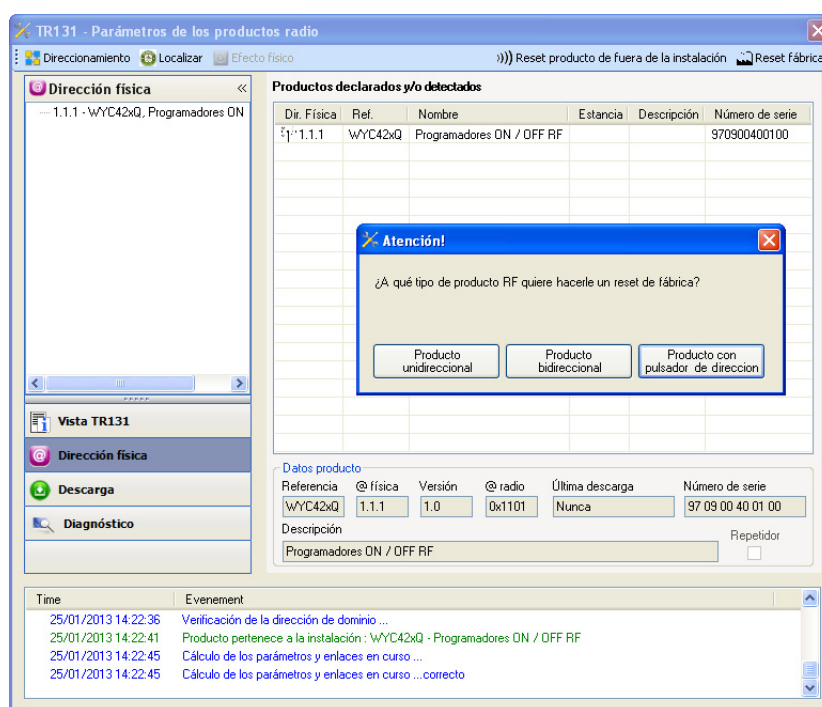 TR131 - Parámetros de los productos radio
Direccionamiento Localizar Efecto físico ))) Reset producto de fuera de la instalación Reset fábrica
Dirección física «
1.1.1 - WYC42xQ, Programadores ON
Productos declarados y/o detectados
Dir. Física Ref. Nombre Estancia Descripción Número de serie
1.1.1 WYC42xQ Programadores ON / OFF RF 970900400100
Atención!
¿A qué tipo de producto RF quiere hacerle un reset de fábrica?
Producto unidireccional
Producto bidireccional
Producto con pulsador de direccion
Vista TR131
Dirección física
Descarga
Diagnóstico
Datos producto
Referencia @ física Versión @ radio Última descarga Número de serie
WYC42xQ 1.1.1 1.0 0x1101 Nunca 97 09 00 40 01 00
Descripción
Repetidor
Programadores ON / OFF RF
Time Evenement
25/01/2013 14:22:36 Verificación de la dirección de dominio ...
25/01/2013 14:22:41 Producto pertenece a la instalación : WYC42xQ - Programadores ON / OFF RF
25/01/2013 14:22:45 Cálculo de los parámetros y enlaces en curso ...
25/01/2013 14:22:45 Cálculo de los parámetros y enlaces en curso ...correcto